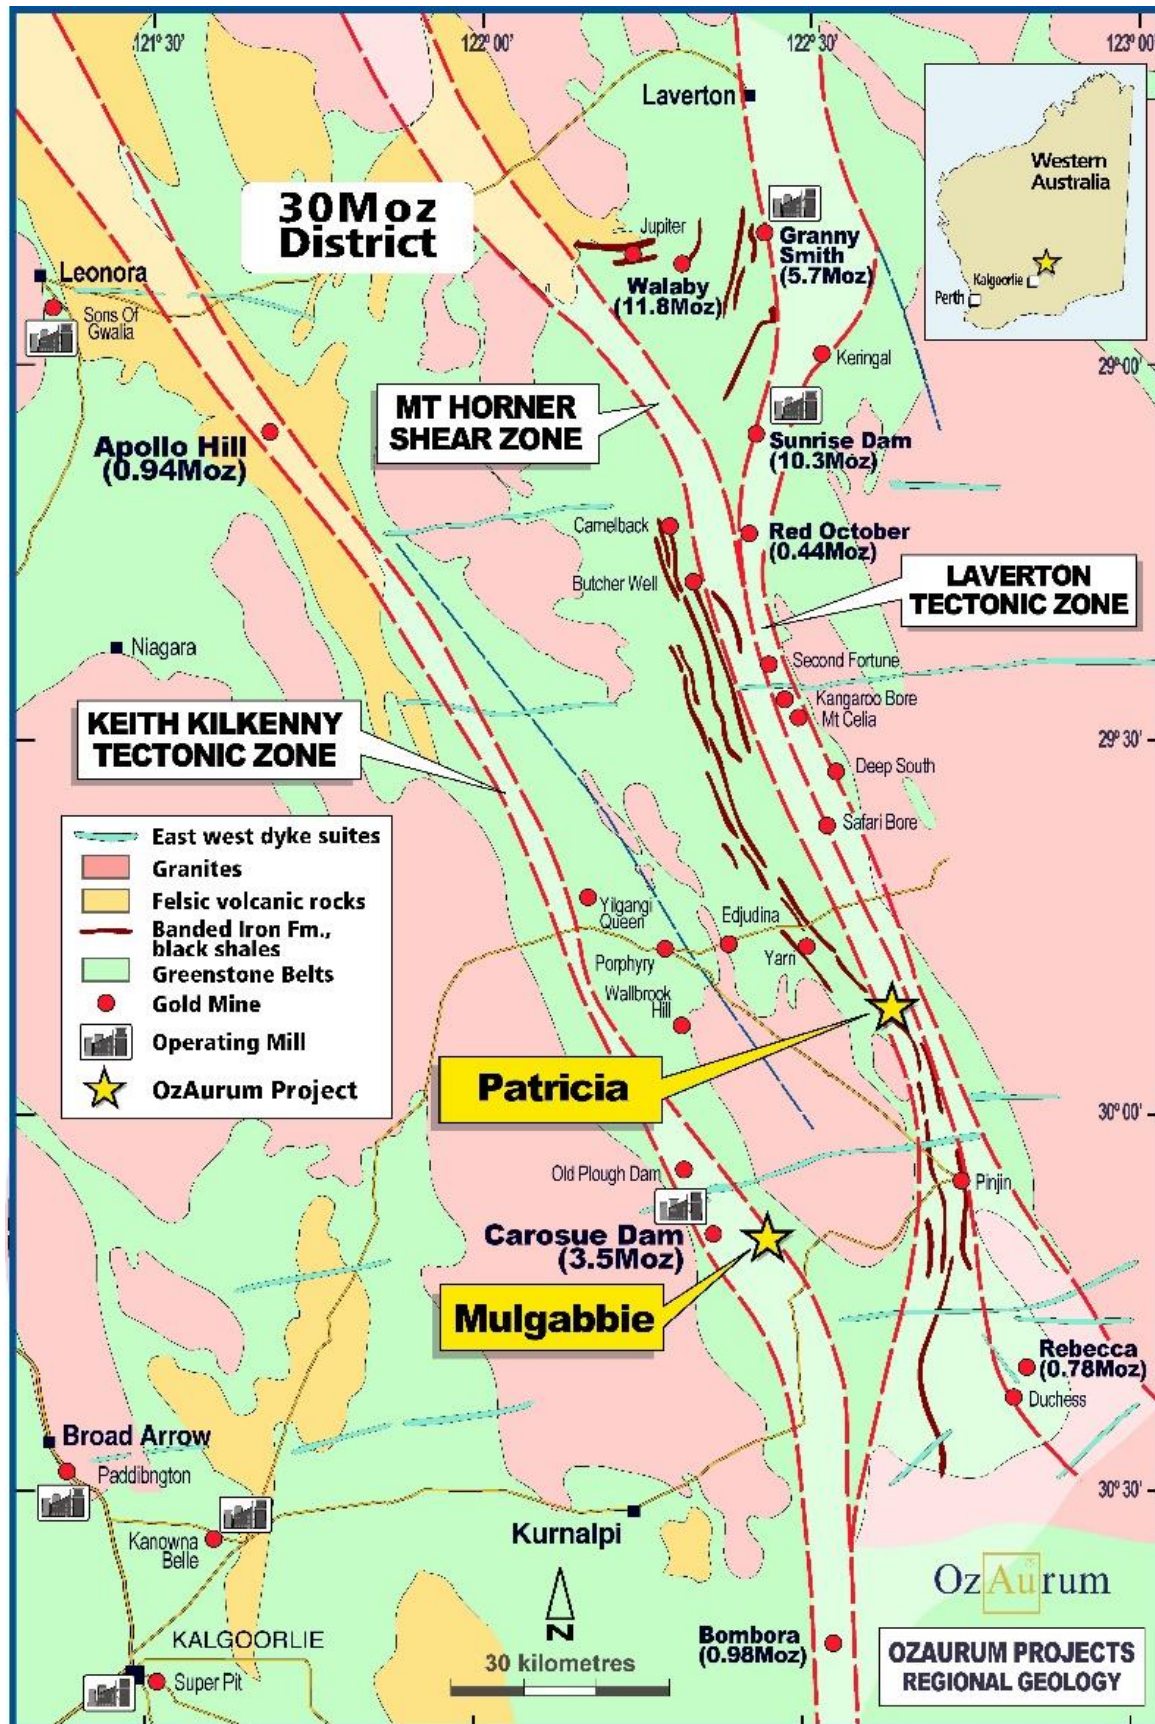 121° 30'
122° 00'
122° 30'
123° 00'
Laverton
Western
Australia
Kalgoorlie
Perth
30Moz
District
Jupiter
Granny
Smith
(5.7Moz)
Walaby
(11.8Moz)
Leonora
Sons Of
Gwalia
Keringal
29° 00'
MT HORNER
SHEAR ZONE
Apollo Hill
(0.94Moz)
Sunrise Dam
(10.3Moz)
Camelback
Red October
(0.44Moz)
Butcher Well
LAVERTON
TECTONIC ZONE
Niagara
Second Fortune
Kangaroo Bore
Mt Celia
KEITH KILKENNY
TECTONIC ZONE
29° 30'
Deep South
Safari Bore
East west dyke suites
Granites
Felsic volcanic rocks
Banded Iron Fm.,
black shales
Greenstone Belts
Gold Mine
Operating Mill
OzAurum Project
Yilgangi
Queen
Edjudina
Porphyry
Yarri
Wallbrook
Hill
Patricia
30° 00'
Old Plough Dam
Pinjin
Carosue Dam
(3.5Moz)
Mulgabbie
Rebecca
(0.78Moz)
Duchess
Broad Arrow
Paddibngton
30° 30'
Kanowna
Belle
Kurnalpi
N
30 kilometres
OzAurum
KALGOORLIE
Super Pit
Bombora
(0.98Moz)
OZAURUM PROJECTS
REGIONAL GEOLOGY